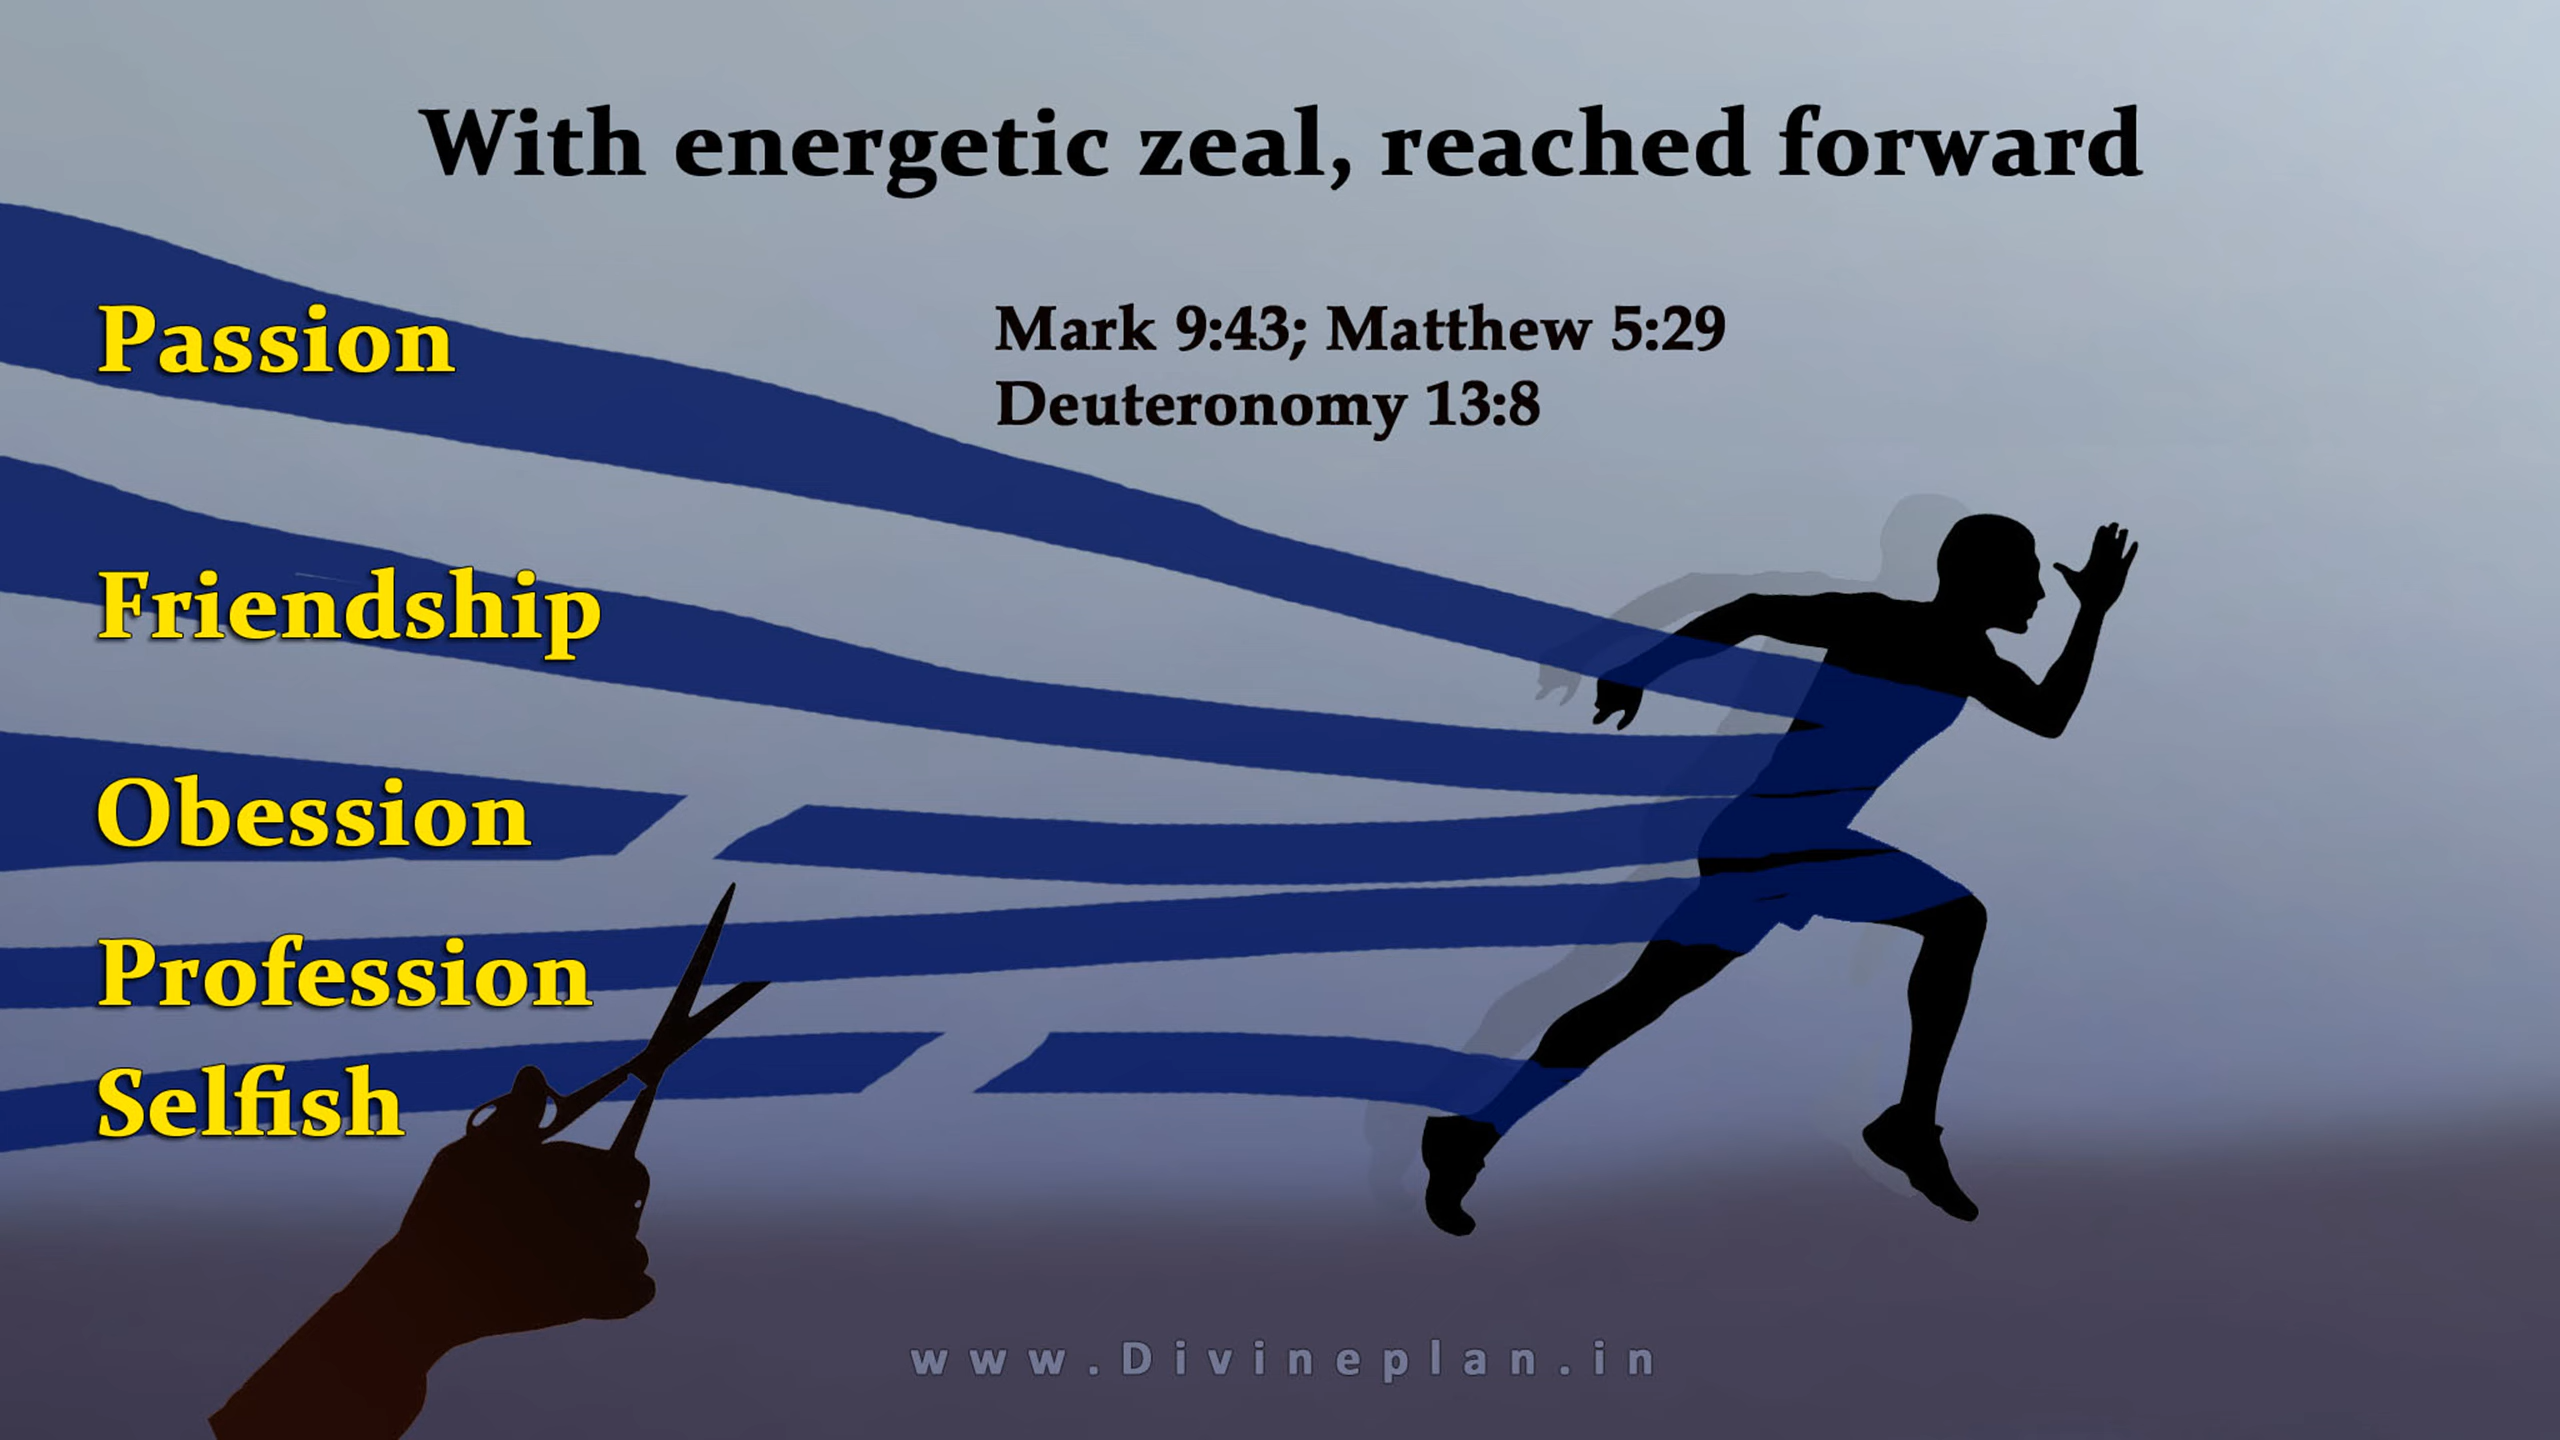 With energetic zeal, reached forward
Mark 9:43; Matthew 5:29
Deuteronomy 13:8
Passion
Friendship
Obession
Profession
Selfish
www.Divineplan.in